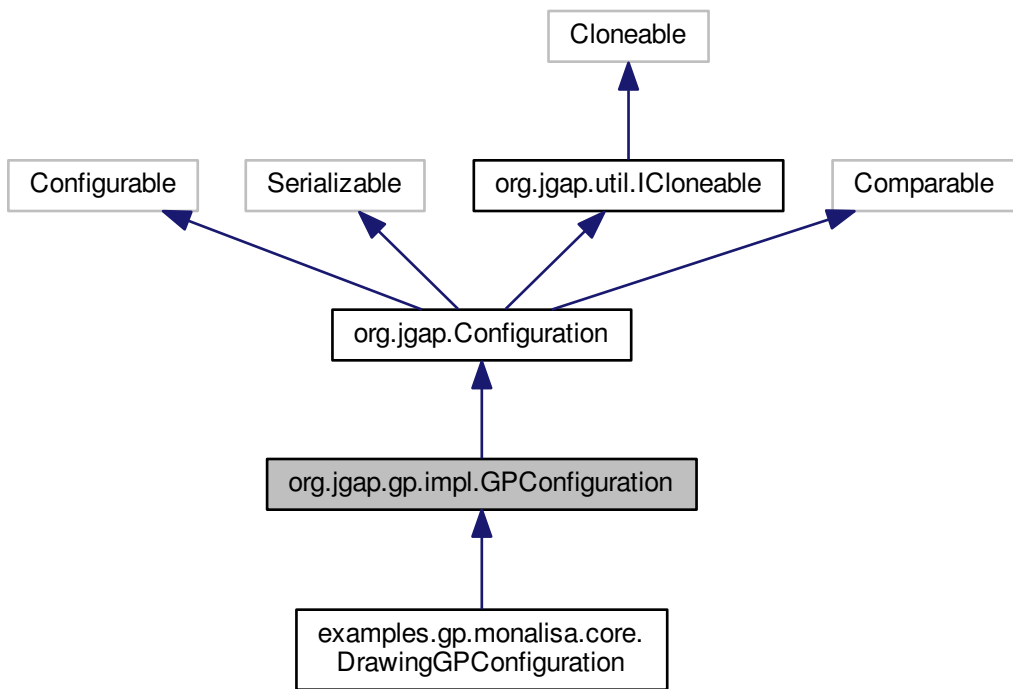 Cloneable
Configurable
Serializable
org.jgap.util.ICloneable
Comparable
org.jgap.Configuration
org.jgap.gp.impl.GPConfiguration
examples.gp.monalisa.core.
DrawingGPConfiguration